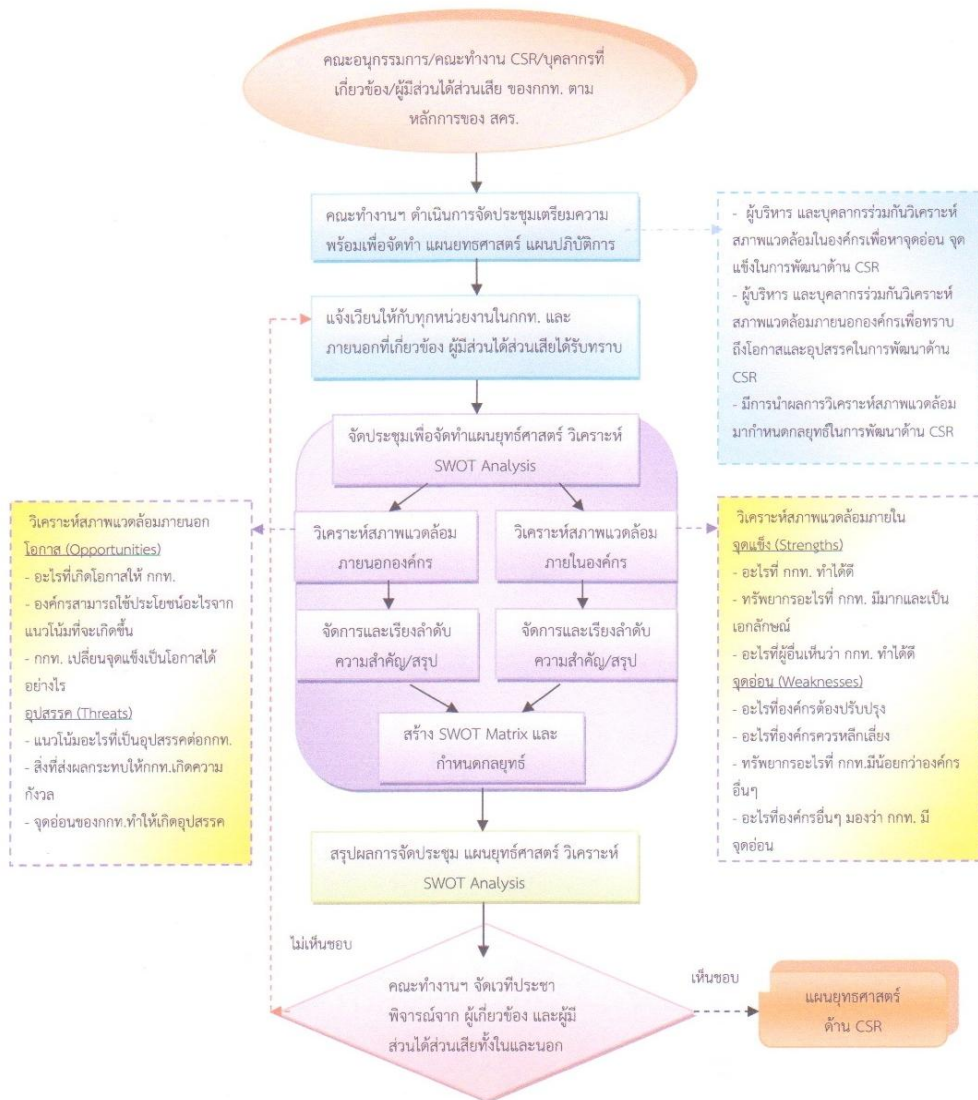 คณะอนุกรรมการ/คณะทำงาน CSR/บุคลากรที่
เกี่ยวข้อง/ผู้มีส่วนได้ส่วนเสีย ของกกท. ตาม
หลักการของ สคร.
คณะทำงานฯ ดำเนินการจัดประชุมเตรียมความ
พร้อมเพื่อจัดทำ แผนยทธศาสตร์ แผนปฏิบัติการ
- ผู้บริหาร และบุคลากรร่วมกันวิเคราะห์
สภาพแวดล้อมในองค์กรเพื่อหาจุดอ่อน จุด
แข็งในการพัฒนาด้าน CSR
- ผู้บริหาร และบุคลากรร่วมกันวิเคราะห์
สภาพแวดล้อมภายนอกองค์กรเพื่อทราบ
ถึงโอกาสและอุปสรรคในการพัฒนาด้าน
CSR
- มีการนำผลการวิเคราะห์สภาพแวดล้อม
มากำหนดกลยุทธ์ในการพัฒนาด้าน CSR
แจ้งเวียนให้กับทุกหน่วยงานในกกท. และ
ภายนอกที่เกี่ยวข้อง ผู้มีส่วนได้ส่วนเสียได้รับทราบ
จัดประชุมเพื่อจัดทำแผนยุทธ์ศาสตร์ วิเคราะห์
SWOT Analysis
วิเคราะห์สภาพแวดล้อม
ภายนอกองค์กร
วิเคราะห์สภาพแวดล้อม
ภายในองค์กร
จัดการและเรียงลำดับ
ความสำคัญ/สรุป
จัดการและเรียงลำดับ
ความสำคัญ/สรุป
สร้าง SWOT Matrix และ
กำหนดกลยุทธ์
วิเคราะห์สภาพแวดล้อมภายนอก
โอกาส (Opportunities)
- อะไรที่เกิดโอกาสให้ กกท.
- องค์กรสามารถใช้ประโยชน์อะไรจาก
แนวโน้มที่จะเกิดขึ้น
- กกท. เปลี่ยนจุดแข็งเป็นโอกาสได้
อย่างไร
อุปสรรค (Threats)
- แนวโน้มอะไรที่เป็นอุปสรรคต่อกกท.
- สิ่งที่ส่งผลกระทบให้กกท.เกิดความ
กังวล
- จุดอ่อนของกกท.ทำให้เกิดอุปสรรค
วิเคราะห์สภาพแวดล้อมภายใน
จุดแข็ง (Strengths)
- อะไรที่ กกท. ทำได้ดี
- ทรัพยากรอะไรที่ กกท. มีมากและเป็น
เอกลักษณ์
- อะไรที่ผู้อื่นเห็นว่า กกท. ทำได้ดี
จุดอ่อน (Weaknesses)
- อะไรที่องค์กรต้องปรับปรุง
- อะไรที่องค์กรควรหลีกเลี่ยง
- ทรัพยากรอะไรที่ กกท.มีน้อยกว่าองค์กร
อื่นๆ
- อะไรที่องค์กรอื่นๆ มองว่า กกท. มี
จุดอ่อน
สรุปผลการจัดประชุม แผนยุทธ์ศาสตร์ วิเคราะห์
SWOT Analysis
ไม่เห็นชอบ
คณะทำงานฯ จัดเวทีประชา
พิจารณ์จาก ผู้เกี่ยวข้อง และผู้มี
ส่วนได้ส่วนเสียทั้งในและนอก
เห็นชอบ
แผนยุทธศาสตร์
ด้าน CSR